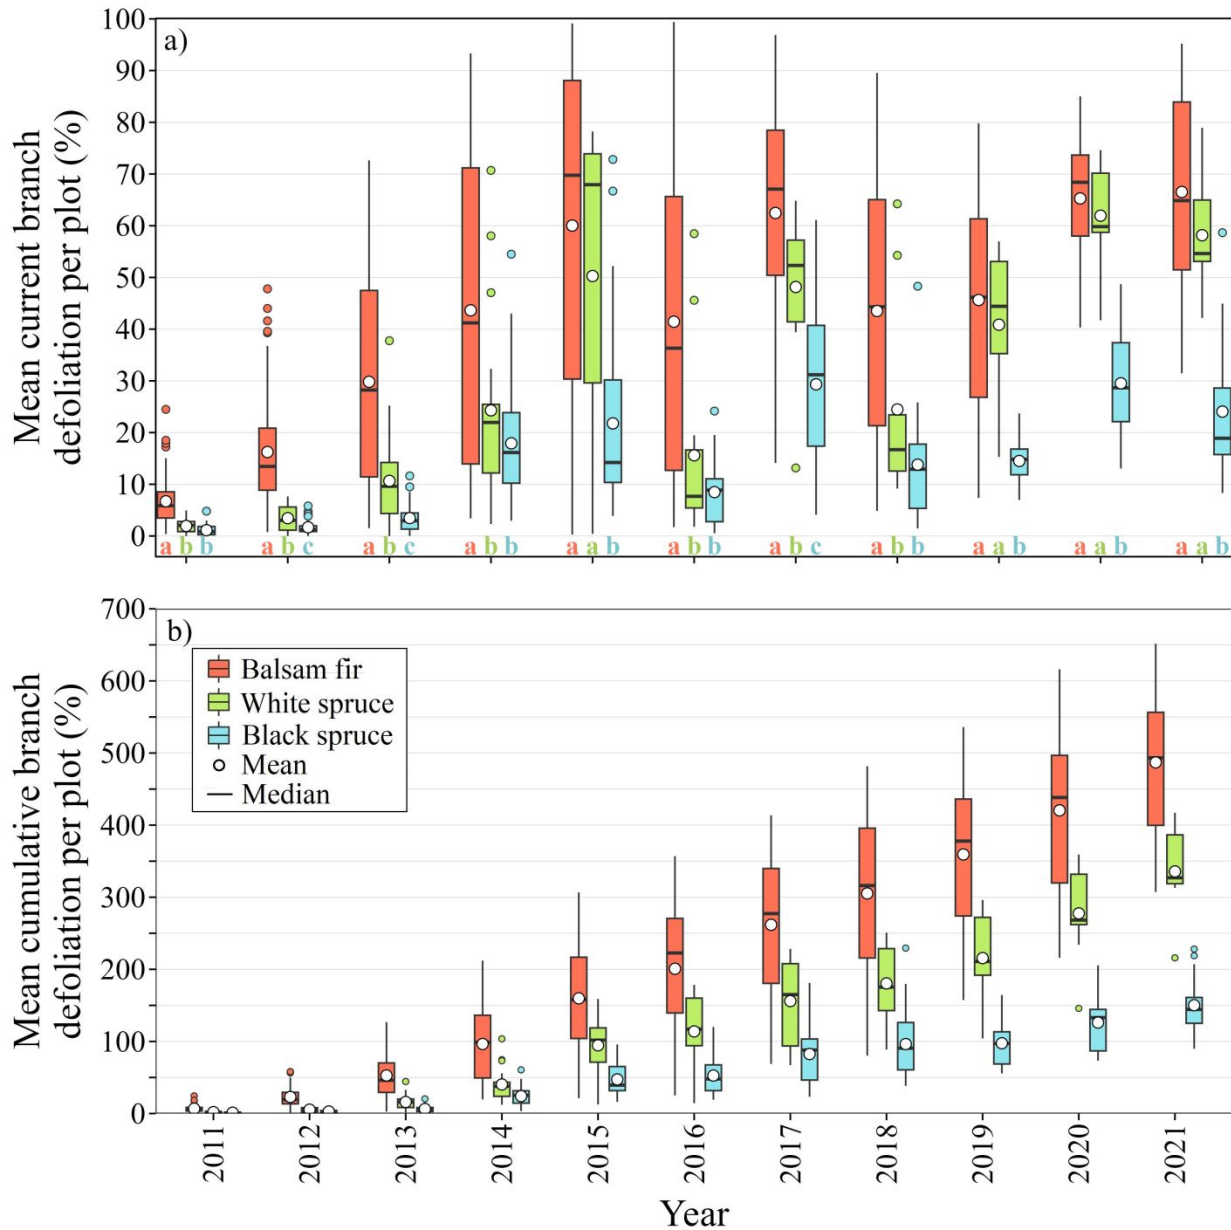 a)
Mean current branch
defoliation per plot (%)
100
90
80
70
60
50
40
30
20
10
0
a b b a b c a b c a b b a a b a b b a b c a b b a a b a a b a a b
b)
Mean cumulative branch
defoliation per plot (%)
700
600
500
400
300
200
100
0
Balsam fir
White spruce
Black spruce
Mean
Median
2011 2012 2013 2014 2015 2016 2017 2018 2019 2020 2021
Year